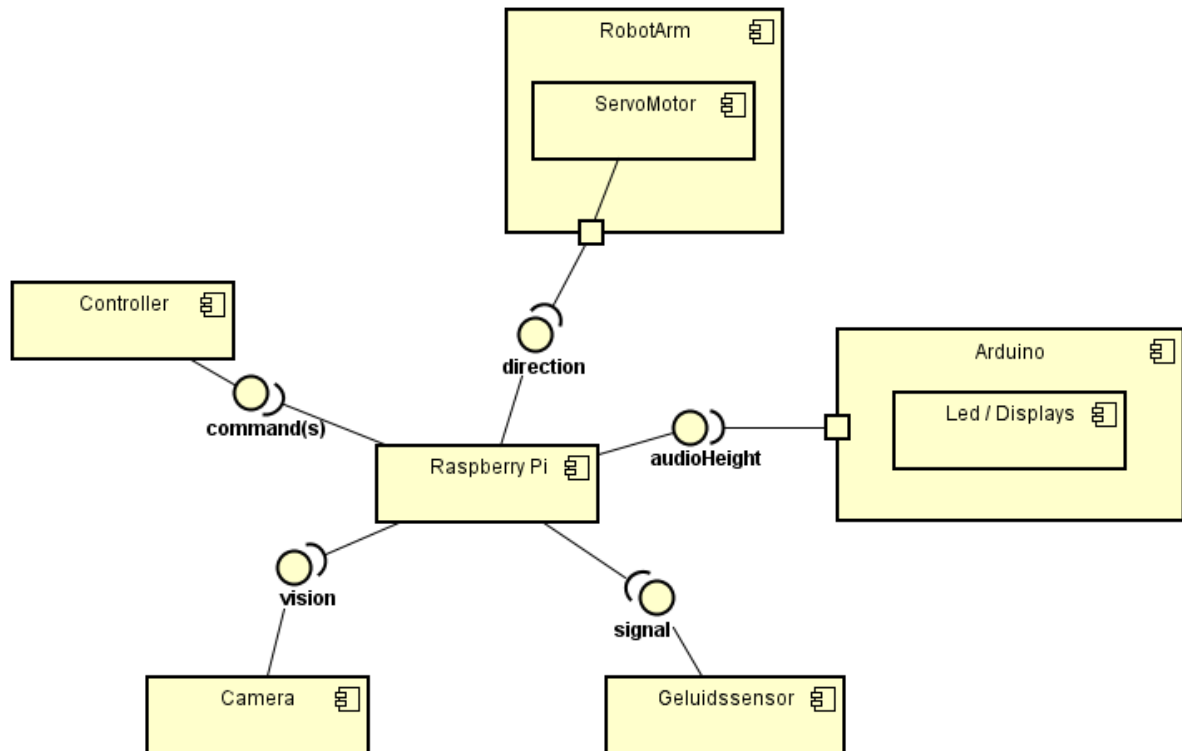 RobotArm
ServoMotor
Controller
direction
command(s)
Arduino
Led / Displays
audioHeight
Raspberry Pi
vision
signal
Camera
Geluidssensor